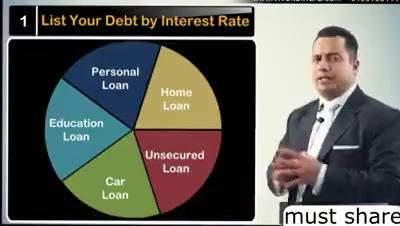 1 List Your Debt by Interest Rate
Personal
Loan
Home
Loan
Education
Loan
Unsecured
Loan
Car
Loan
must share